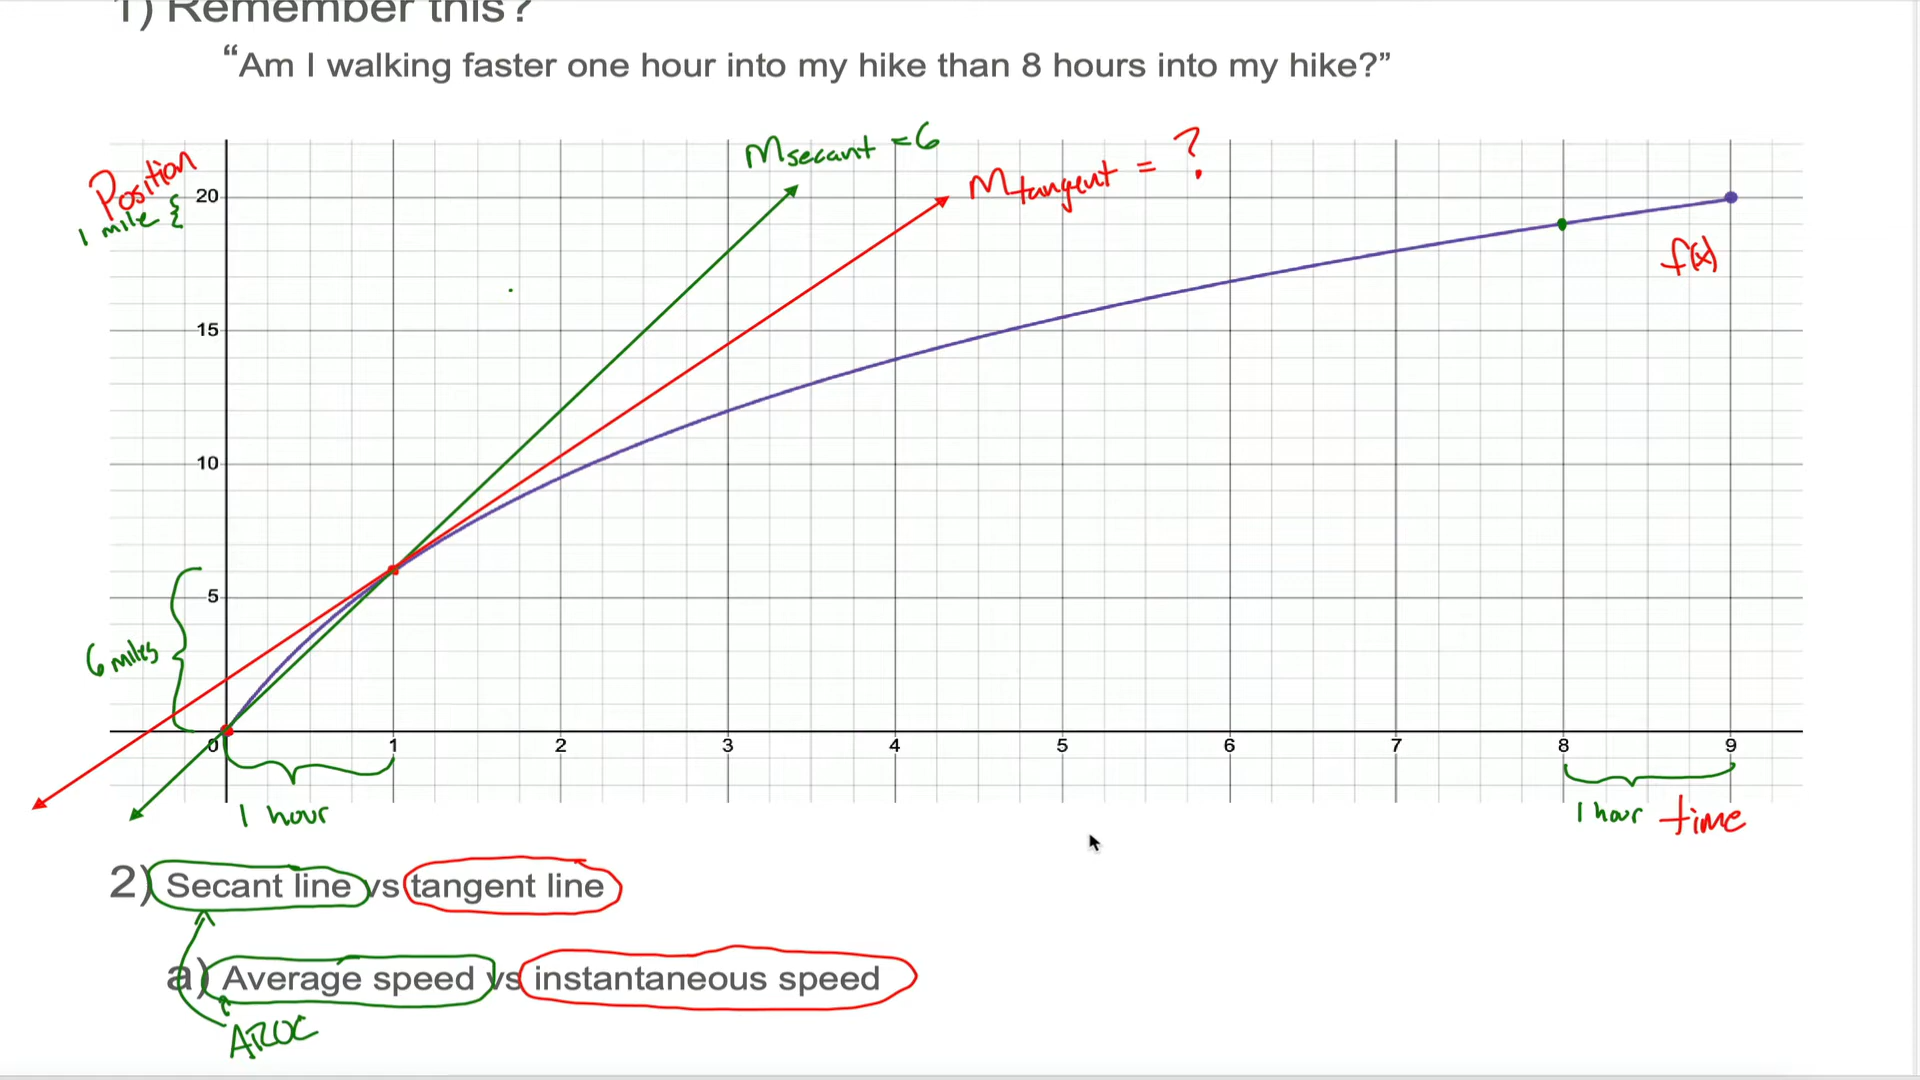 1) Remember this?
“Am I walking faster one hour into my hike than 8 hours into my hike?”
Msecant = 6
Mtangent = ?
Position
1 mile
20
f(x)
15
10
5
6 miles
0 1 2 3 4 5 6 7 8 9
1 hour
1 hour time
2) Secant line vs tangent line
a) Average speed vs instantaneous speed
AROC